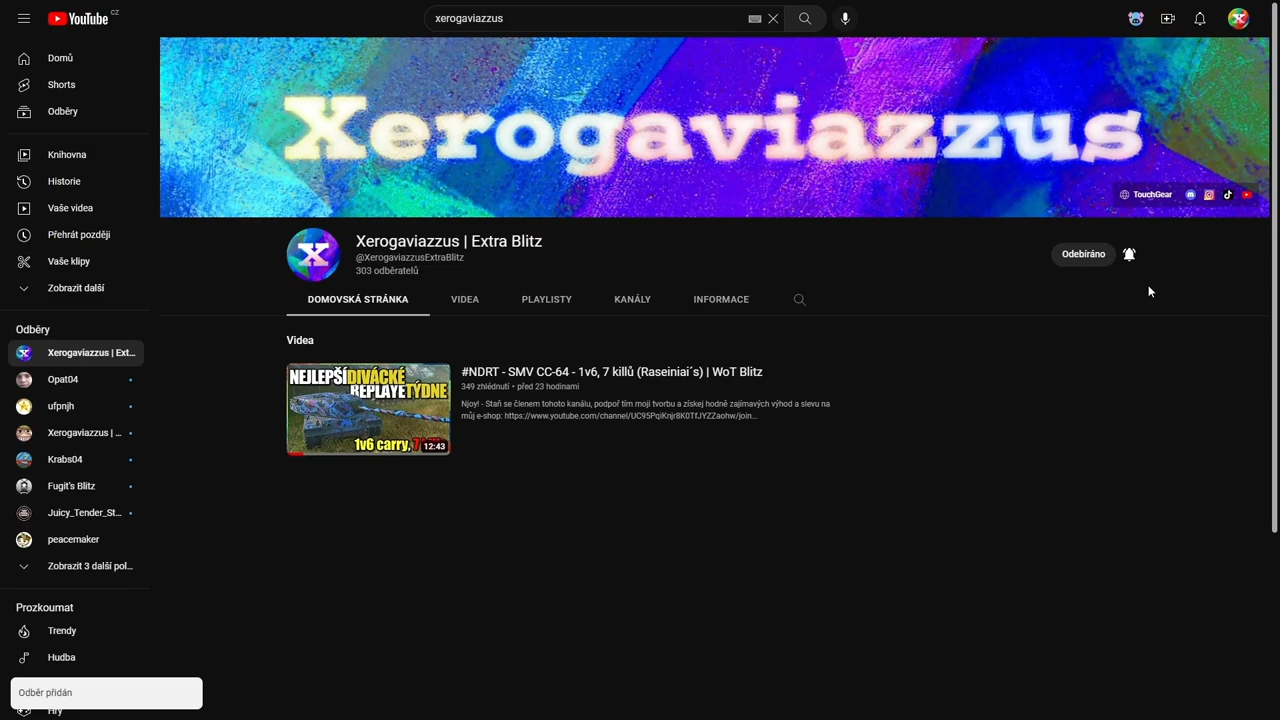 YouTube CZ
xerogaviazzus
Domů
Shorts
Odběry
Knihovna
Historie
Vaše videa
Přehrát později
Vaše klipy
Zobrazit další
Odběry
Xerogaviazzus | Ext...
Opat04
ufpnjh
Xerogaviazzus | ...
Krabs04
Fugit's Blitz
Juicy_Tender_St...
peacemaker
Zobrazit 3 další pol...
Prozkoumat
Trendy
Hudba
Hry
Odběr přidán
Xerogaviazzus
TouchGear
X
Xerogaviazzus | Extra Blitz
@XerogaviazzusExtraBlitz
303 odběratelů
Odebíráno
DOMOVSKÁ STRÁNKA VIDEA PLAYLISTY KANÁLY INFORMACE
Videa
NEJLEPŠÍ DIVÁCKÉ
REPLAYE TÝDNE
1v6 carry, 7
12:43
#NDRT - SMV CC-64 - 1v6, 7 killů (Raseiniai´s) | WoT Blitz
349 zhlédnutí • před 23 hodinami
Njoy! - Staň se členem tohoto kanálu, podpoř tím moji tvorbu a získej hodně zajímavých výhod a slevu na
můj e-shop: https://www.youtube.com/channel/UC95PqiKnjr8K0TfJYZZaohw/join...